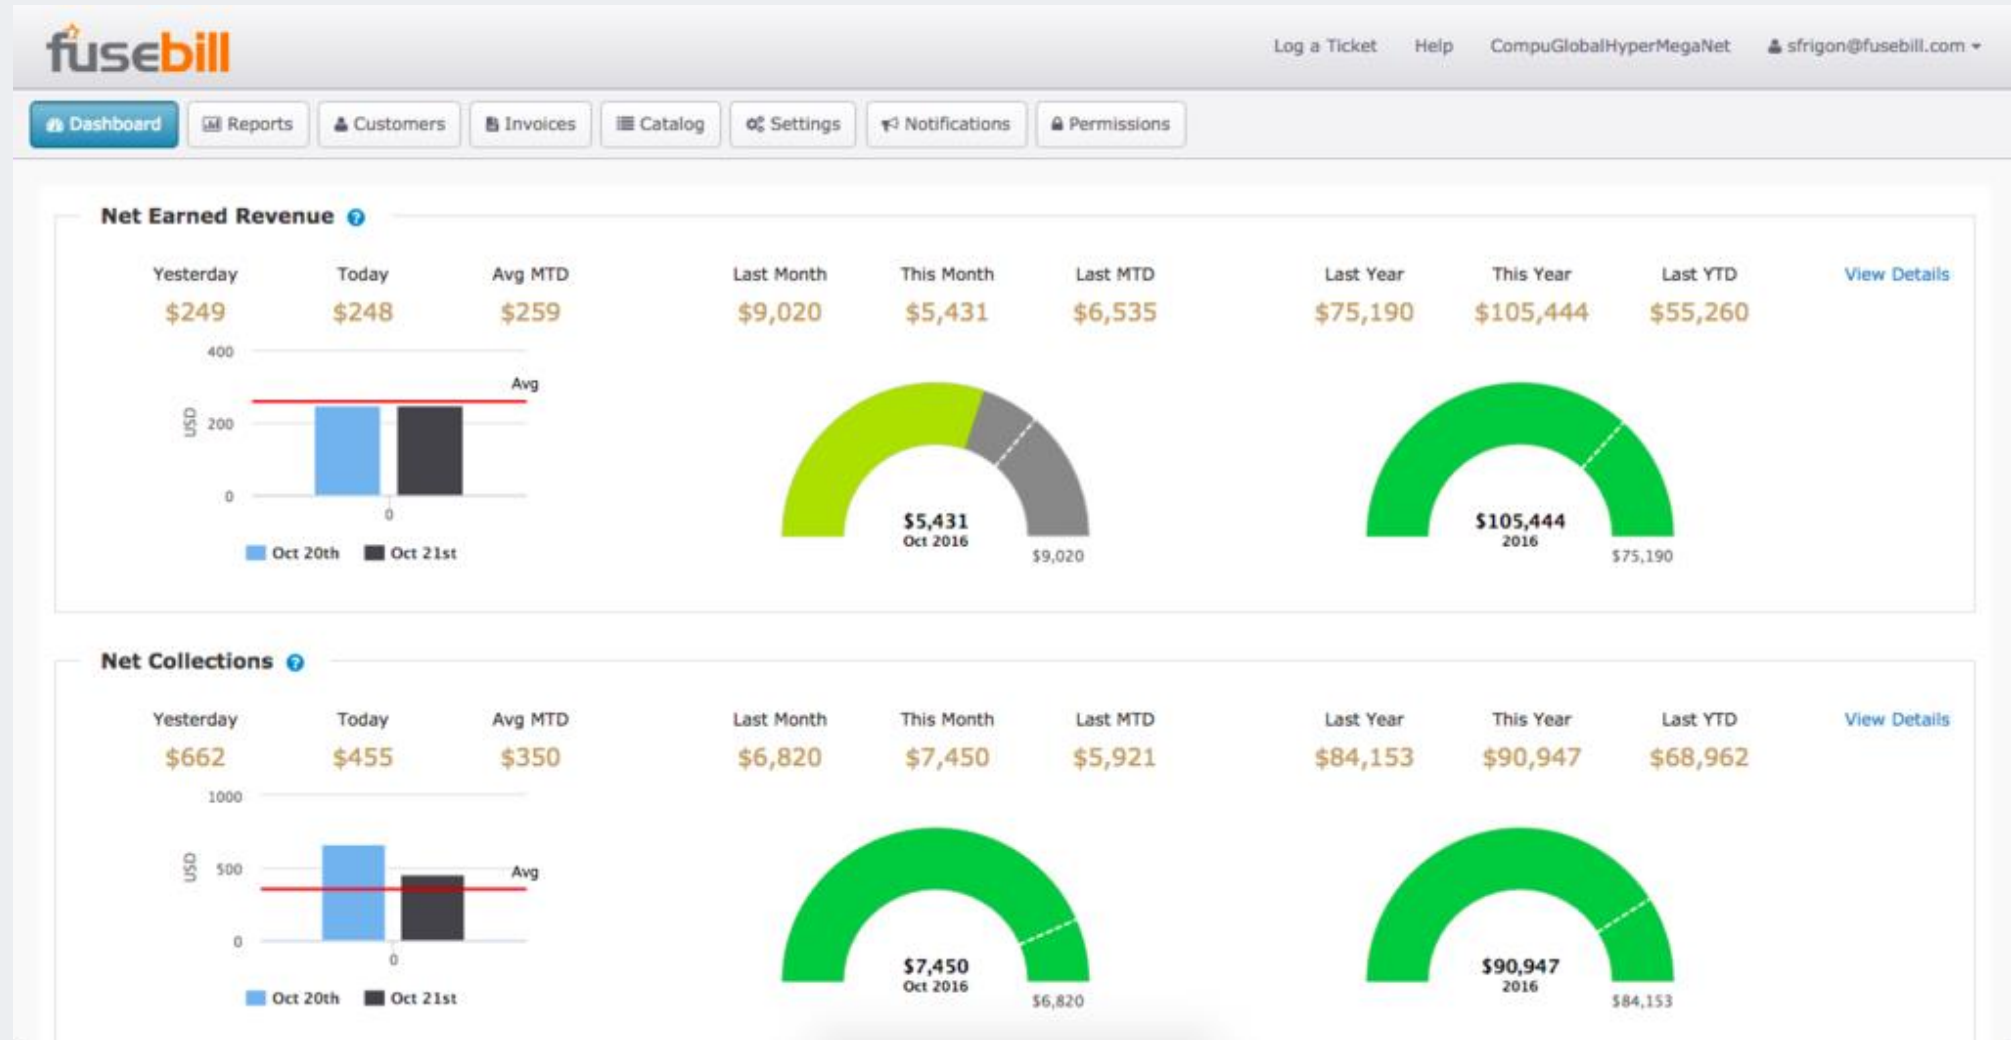 fusebill
Log a Ticket Help CompuGlobalHyperMegaNet sfrigon@fusebill.com
Dashboard Reports Customers Invoices Catalog Settings Notifications Permissions
Net Earned Revenue ?
Yesterday Today Avg MTD Last Month This Month Last MTD Last Year This Year Last YTD View Details
$249 $248 $259 $9,020 $5,431 $6,535 $75,190 $105,444 $55,260
400
Avg
USD
200
0
0
Oct 20th Oct 21st
$5,431
Oct 2016
$9,020
$105,444
2016
$75,190
Net Collections ?
Yesterday Today Avg MTD Last Month This Month Last MTD Last Year This Year Last YTD View Details
$662 $455 $350 $6,820 $7,450 $5,921 $84,153 $90,947 $68,962
1000
USD
500
Avg
0
0
Oct 20th Oct 21st
$7,450
Oct 2016
$6,820
$90,947
2016
$84,153